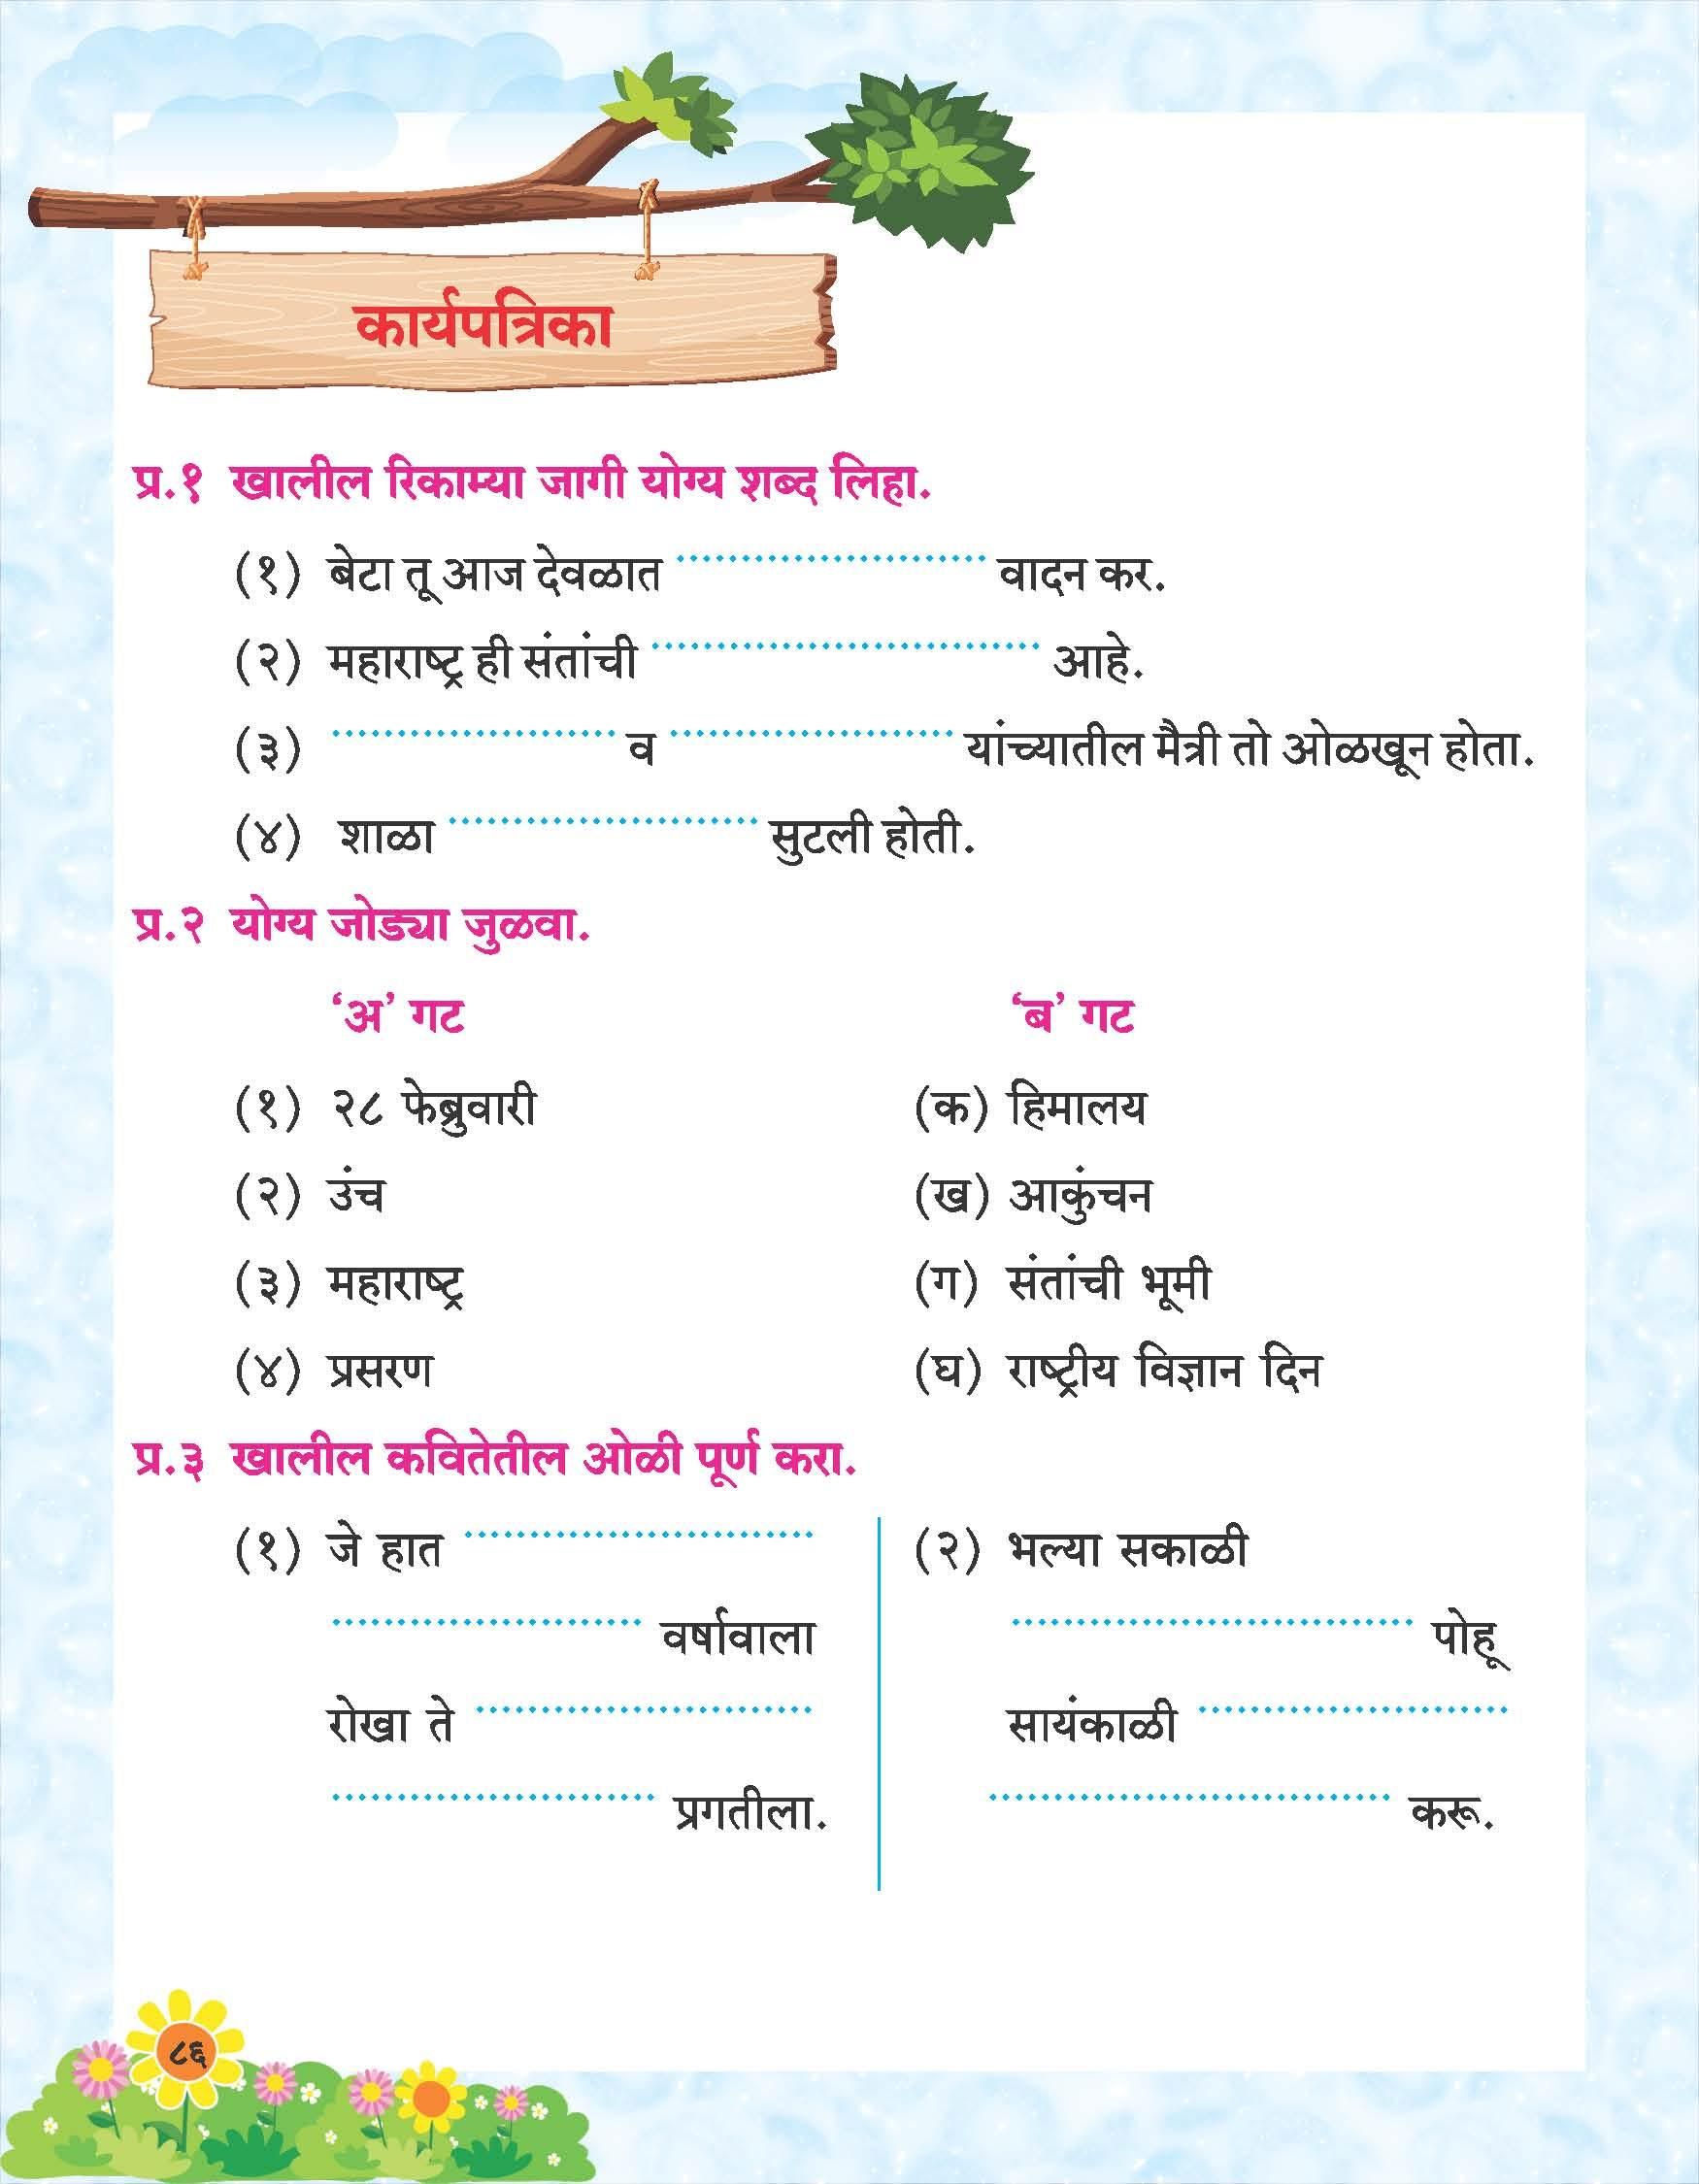 कार्यपत्रिका
प्र.१ खालील रिकाम्या जागी योग्य शब्द लिहा.
(१) बेटा तू आज देवळात ........................ वादन कर.
(२) महाराष्ट्र ही संतांची .............................. आहे.
(३) ...................... व ...................... यांच्यातील मैत्री तो ओळखून होता.
(४) शाळा ........................ सुटली होती.
प्र.२ योग्य जोड्या जुळवा.
‘अ’ गट ‘ब’ गट
(१) २८ फेब्रुवारी (क) हिमालय
(२) उंच (ख) आकुंचन
(३) महाराष्ट्र (ग) संतांची भूमी
(४) प्रसरण (घ) राष्ट्रीय विज्ञान दिन
प्र.३ खालील कवितेतील ओळी पूर्ण करा.
(१) जे हात ...........................
........................ वर्षावाला
रोखा ते ..........................
......................... प्रगतीला.
(२) भल्या सकाळी
............................... पोहू
सायंकाळी ........................
............................... करू.
८६